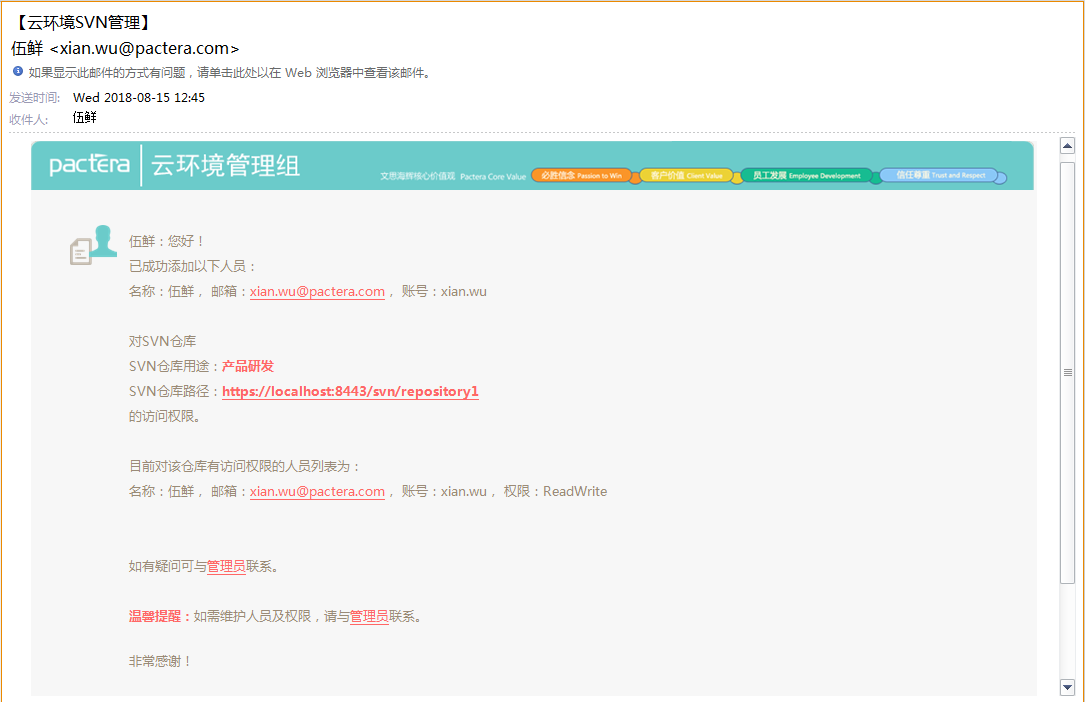 【云环境SVN管理】
伍鲜 <xian.wu@pactera.com>
如果显示此邮件的方式有问题，请单击此处以在 Web 浏览器中查看该邮件。
发送时间: Wed 2018-08-15 12:45
收件人: 伍鲜
pactera 云环境管理组
文思海辉核心价值观 Pactera Core Value 必胜信念 Passion to Win 客户价值 Client Value 员工发展 Employee Development 信任尊重 Trust and Respect
伍鲜：您好！
已成功添加以下人员：
名称：伍鲜， 邮箱：xian.wu@pactera.com， 账号：xian.wu
对SVN仓库
SVN仓库用途：产品研发
SVN仓库路径：https://localhost:8443/svn/repository1
的访问权限。
目前对该仓库有访问权限的人员列表为：
名称：伍鲜， 邮箱：xian.wu@pactera.com， 账号：xian.wu， 权限：ReadWrite
如有疑问可与管理员联系。
温馨提醒：如需维护人员及权限，请与管理员联系。
非常感谢！